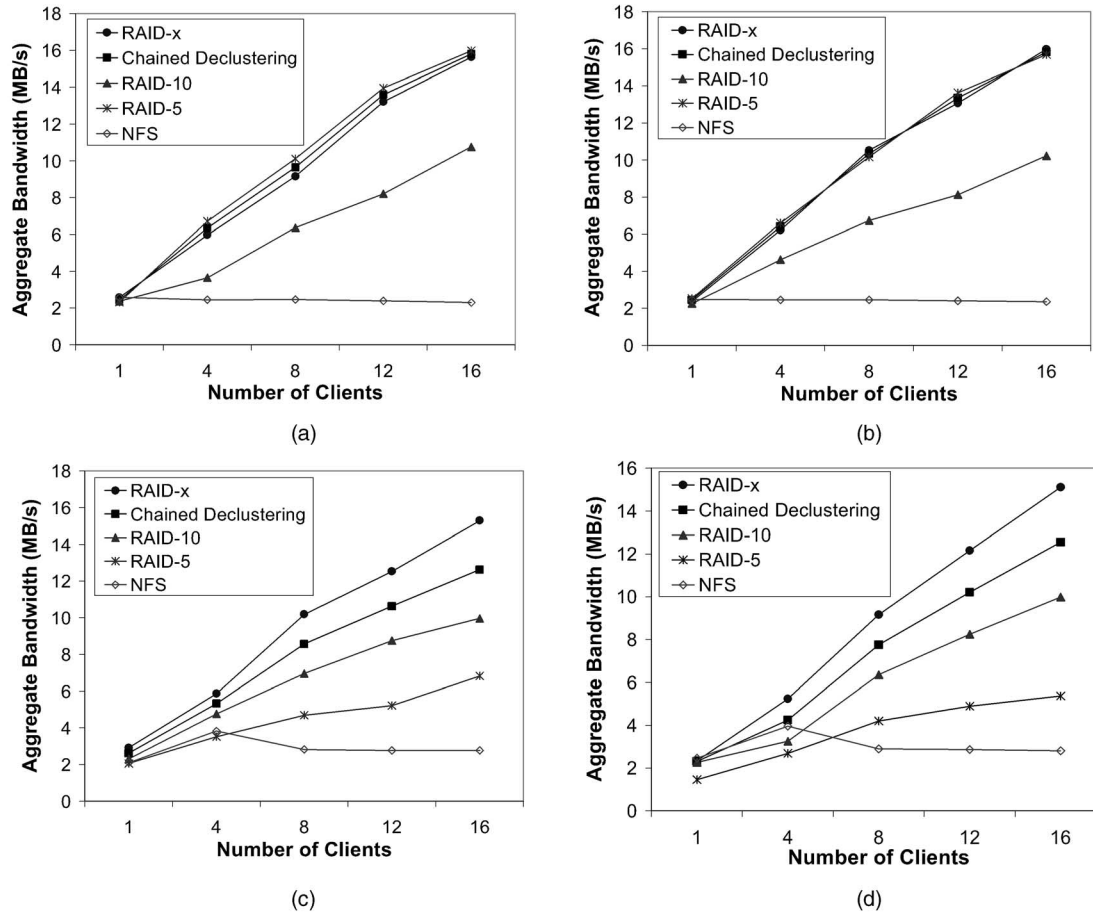 Aggregate Bandwidth (MB/s)
18
16
14
12
10
8
6
4
2
0
RAID-x
Chained Declustering
RAID-10
RAID-5
NFS
1 4 8 12 16
Number of Clients
(a)
Aggregate Bandwidth (MB/s)
18
16
14
12
10
8
6
4
2
0
RAID-x
Chained Declustering
RAID-10
RAID-5
NFS
1 4 8 12 16
Number of Clients
(b)
Aggregate Bandwidth (MB/s)
18
16
14
12
10
8
6
4
2
0
RAID-x
Chained Declustering
RAID-10
RAID-5
NFS
1 4 8 12 16
Number of Clients
(c)
Aggregate Bandwidth (MB/s)
16
14
12
10
8
6
4
2
0
RAID-x
Chained Declustering
RAID-10
RAID-5
NFS
1 4 8 12 16
Number of Clients
(d)